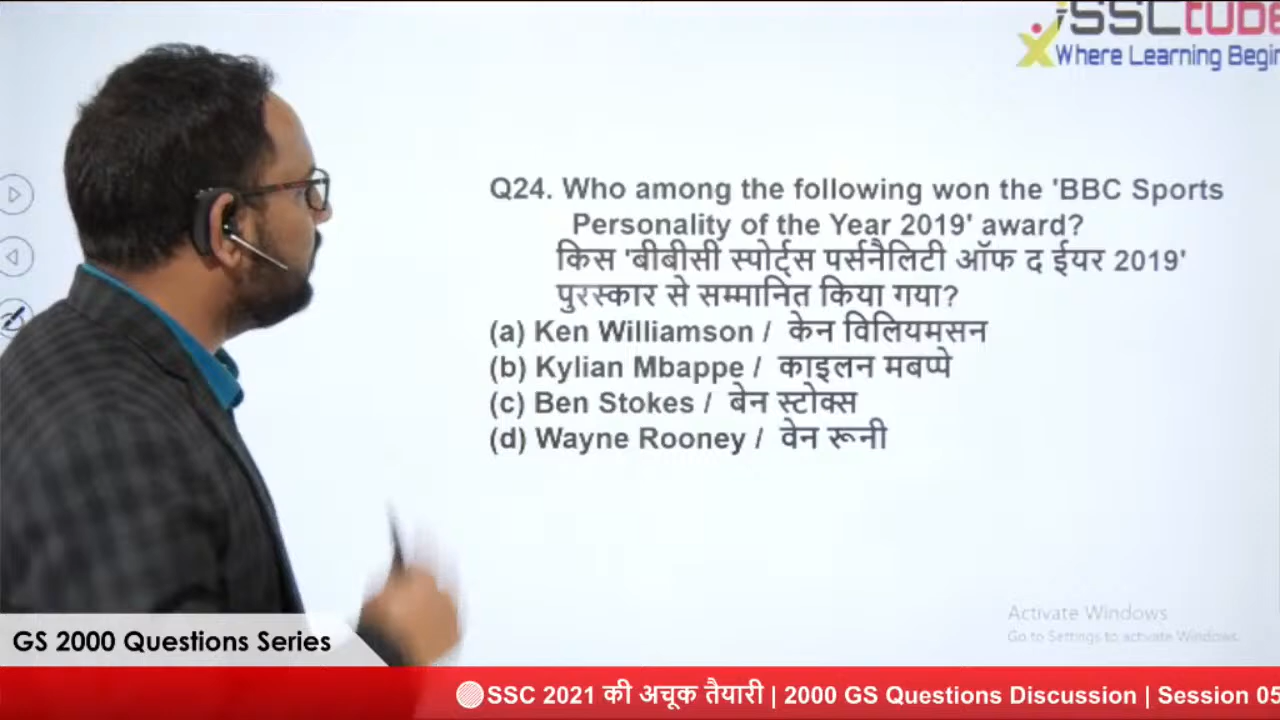 iSSCtube
Where Learning Begin
Q24. Who among the following won the 'BBC Sports
Personality of the Year 2019' award?
किस 'बीबीसी स्पोर्ट्स पर्सनैलिटी ऑफ द ईयर 2019'
पुरस्कार से सम्मानित किया गया?
(a) Ken Williamson / केन विलियमसन
(b) Kylian Mbappe / काइलन मबप्पे
(c) Ben Stokes / बेन स्टोक्स
(d) Wayne Rooney / वेन रूनी
Activate Windows
Go to Settings to activate Windows.
GS 2000 Questions Series
SSC 2021 की अचूक तैयारी | 2000 GS Questions Discussion | Session 05